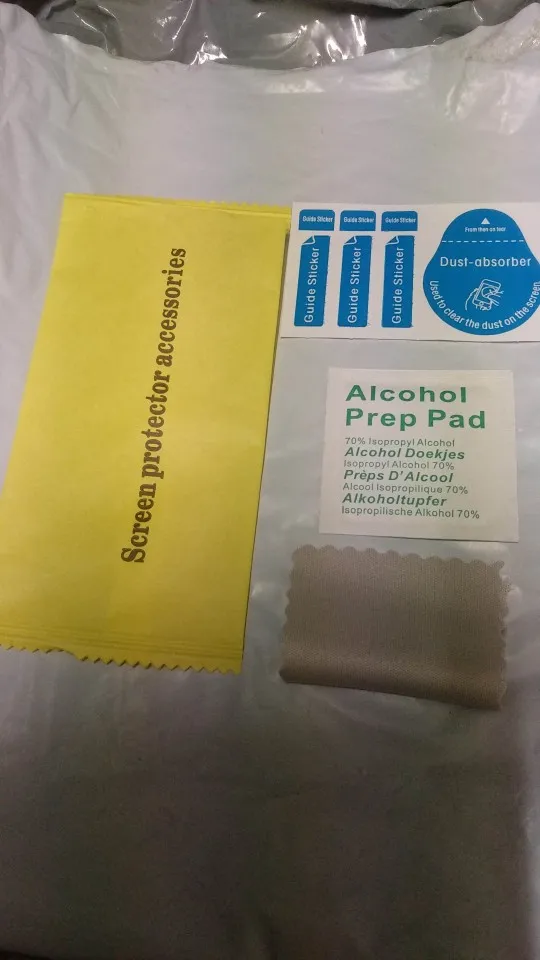 Screen protector accessories
Guide Sticker
Guide Sticker
Guide Sticker
Guide Sticker
Guide Sticker
Guide Sticker
From then on tear
Dust-absorber
Used to clear the dust on the screen
Alcohol
Prep Pad
70% Isopropyl Alcohol
Alcohol Doekjes
Isopropyl Alcohol 70%
Prèps D'Alcool
Alcool Isopropilique 70%
Alkoholtupfer
Isopropilische Alkohol 70%